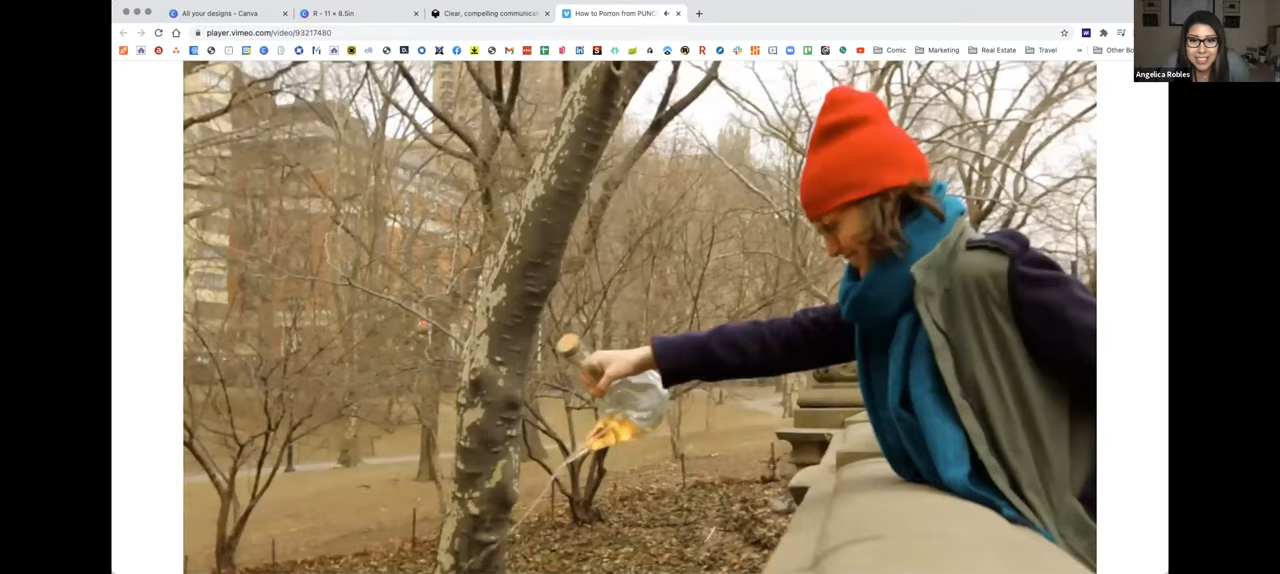 All your designs - Canva
R - 11 × 8.5in
Clear, compelling communicat
How to Porron from PUNC
player.vimeo.com/video/93217480
Comic
Marketing
Real Estate
Travel
»
Other Bo
Angelica Robles